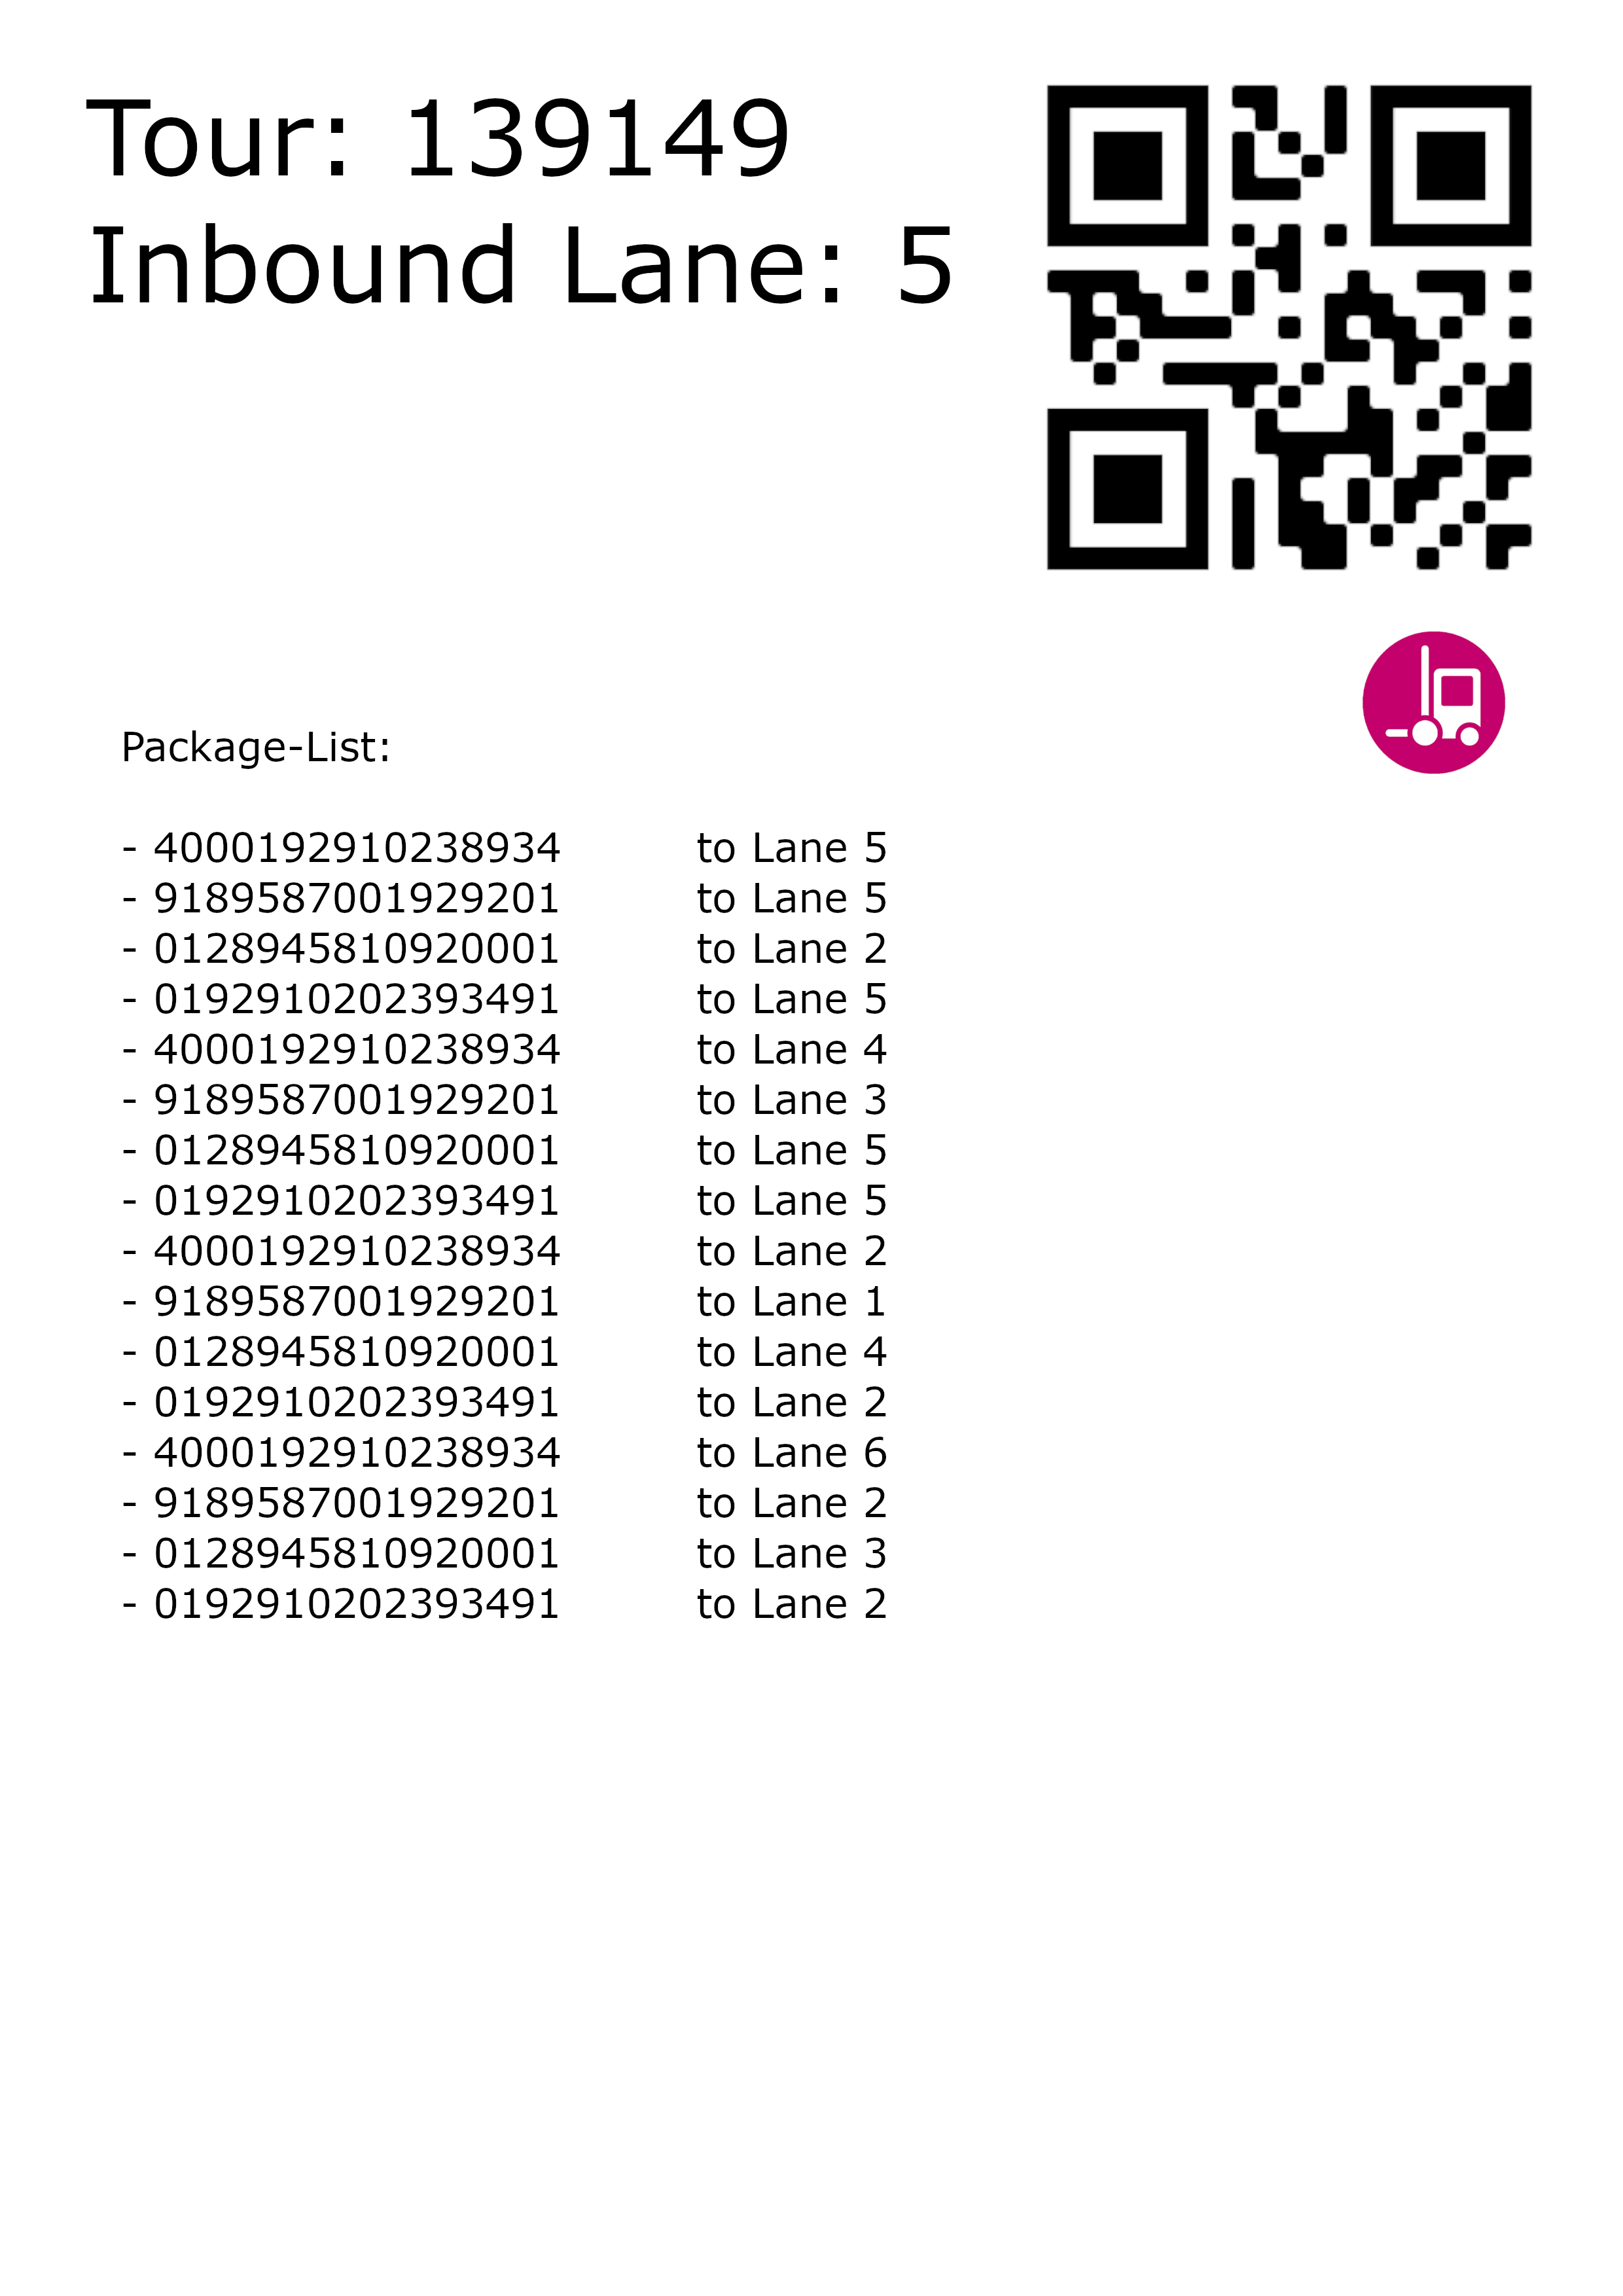 Tour: 139149
Inbound Lane: 5
Package-List:
- 4000192910238934 to Lane 5
- 9189587001929201 to Lane 5
- 0128945810920001 to Lane 2
- 0192910202393491 to Lane 5
- 4000192910238934 to Lane 4
- 9189587001929201 to Lane 3
- 0128945810920001 to Lane 5
- 0192910202393491 to Lane 5
- 4000192910238934 to Lane 2
- 9189587001929201 to Lane 1
- 0128945810920001 to Lane 4
- 0192910202393491 to Lane 2
- 4000192910238934 to Lane 6
- 9189587001929201 to Lane 2
- 0128945810920001 to Lane 3
- 0192910202393491 to Lane 2